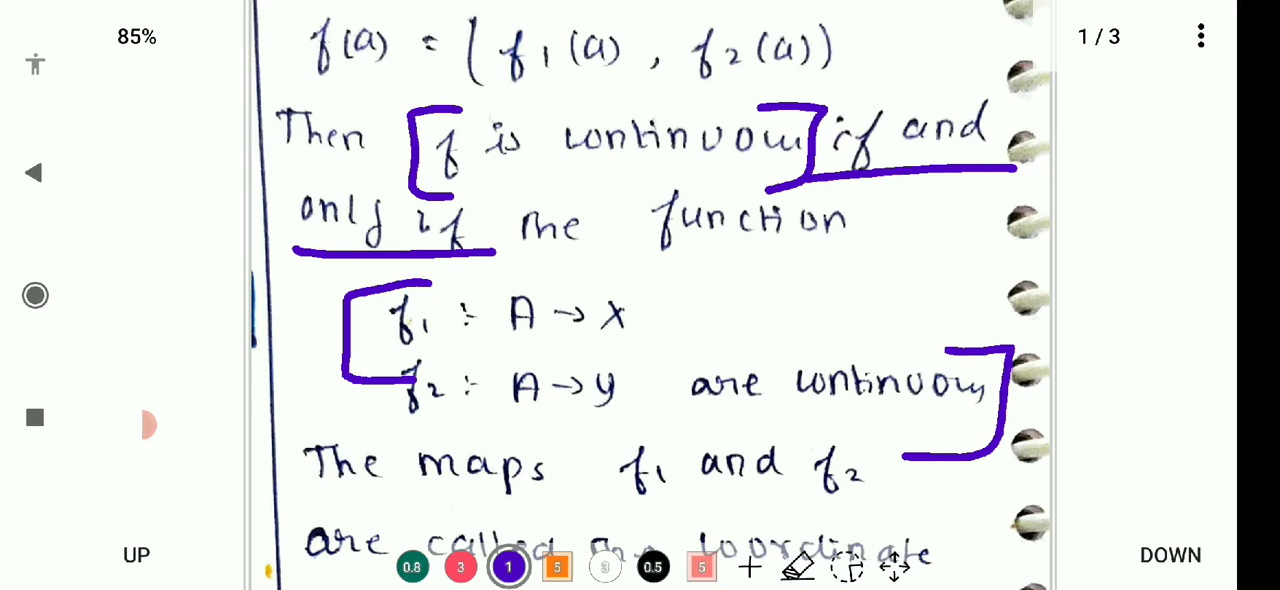 85%
1 / 3
f(a) = (f1(a), f2(a))
Then f is continuous if and
only if the function
f1 : A → X
f2 : A → Y are continuous
The maps f1 and f2
are called the coordinate
UP
0.8 3 1 5 3 0.5 5
DOWN